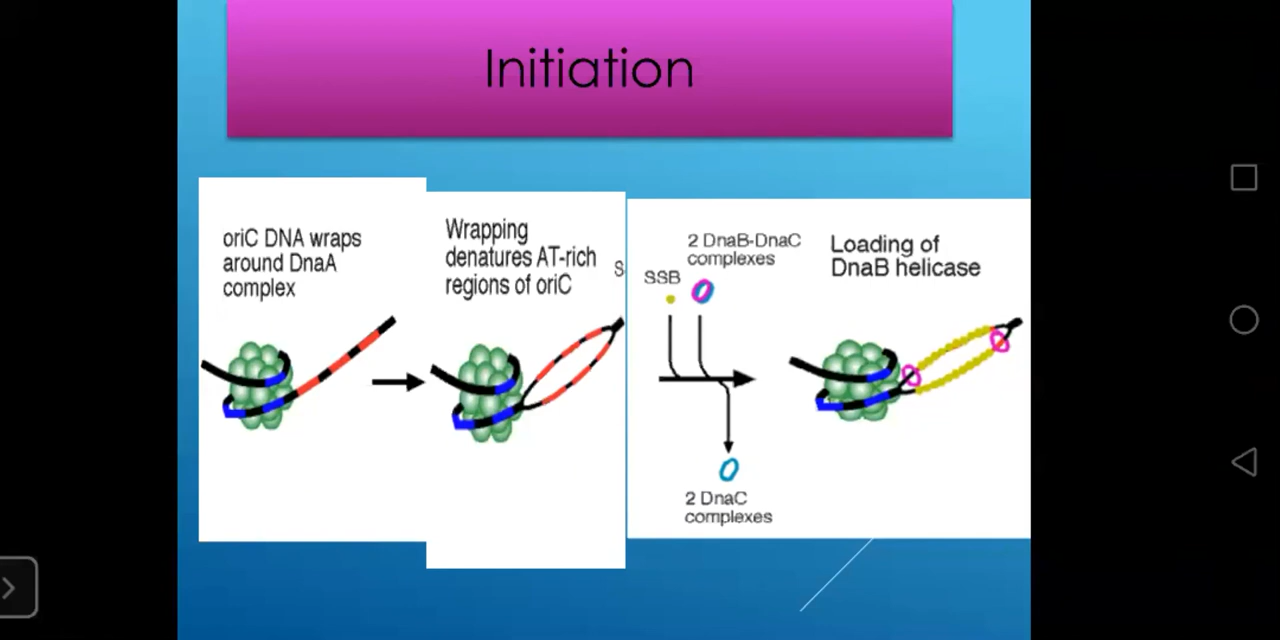 Initiation
oriC DNA wraps
around DnaA
complex
Wrapping
denatures AT-rich
regions of oriC
S
SSB
2 DnaB-DnaC
complexes
Loading of
DnaB helicase
2 DnaC
complexes